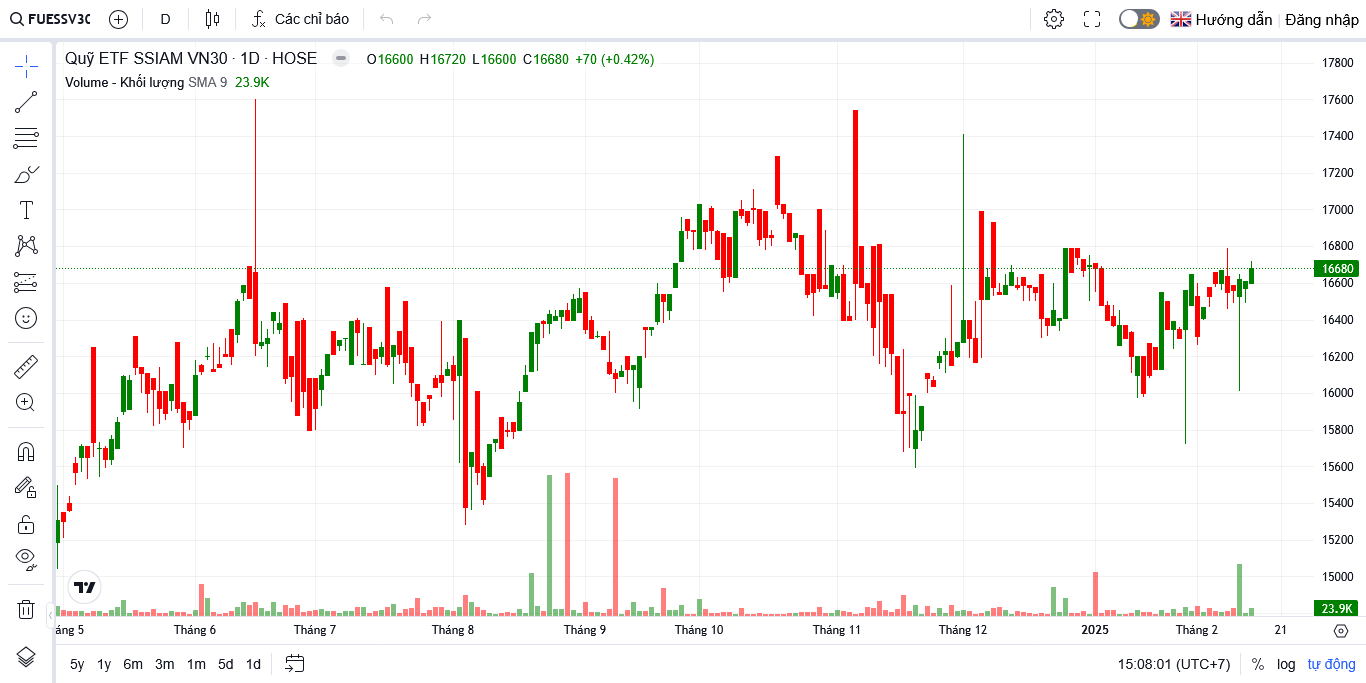 FUESSV30
D
Các chỉ báo
Hướng dẫn
Đăng nhập
Quỹ ETF SSIAM VN30 · 1D · HOSE
O16600 H16720 L16600 C16680 +70 (+0.42%)
Volume - Khối lượng SMA 9 23.9K
17800
17600
17400
17200
17000
16800
16680
16600
16400
16200
16000
15800
15600
15400
15200
15000
23.9K
áng 5 Tháng 6 Tháng 7 Tháng 8 Tháng 9 Tháng 10 Tháng 11 Tháng 12 2025 Tháng 2 21
5y 1y 6m 3m 1m 5d 1d
15:08:01 (UTC+7) % log tự động